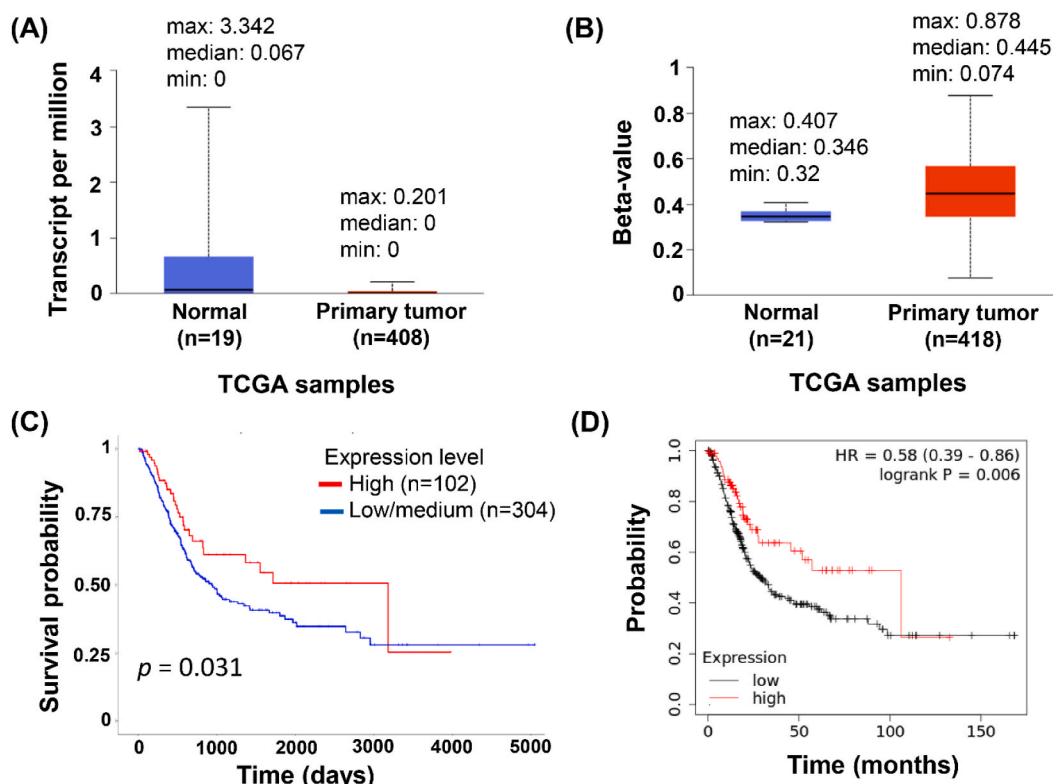 (A)
max: 3.342
median: 0.067
min: 0
Transcript per million
4
3
2
1
0
max: 0.201
median: 0
min: 0
Normal
(n=19)
Primary tumor
(n=408)
TCGA samples
(B)
max: 0.878
median: 0.445
min: 0.074
max: 0.407
median: 0.346
min: 0.32
Beta-value
1
0.8
0.6
0.4
0.2
0
Normal
(n=21)
Primary tumor
(n=418)
TCGA samples
(C)
Survival probability
1
0.75
0.50
0.25
0
Expression level
High (n=102)
Low/medium (n=304)
p = 0.031
0
1000
2000
3000
4000
5000
Time (days)
(D)
HR = 0.58 (0.39 - 0.86)
logrank P = 0.006
Probability
1.0
0.8
0.6
0.4
0.2
0.0
Expression
low
high
0
50
100
150
Time (months)